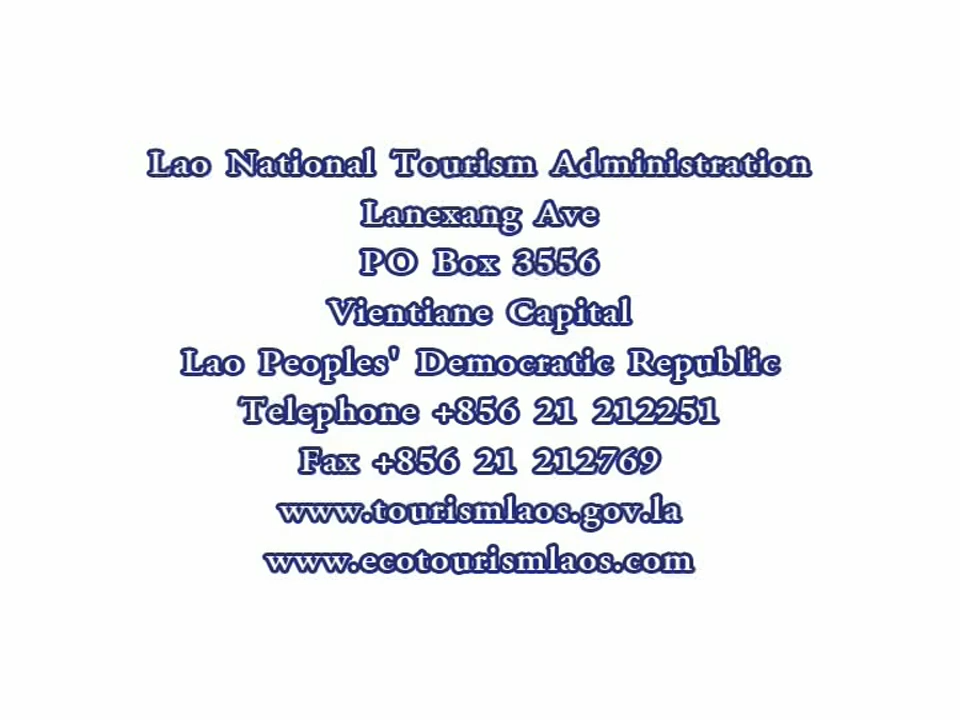 Lao National Tourism Administration
Lanexang Ave
PO Box 3556
Vientiane Capital
Lao Peoples' Democratic Republic
Telephone +856 21 212251
Fax +856 21 212769
www.tourismlaos.gov.la
www.ecotourismlaos.com